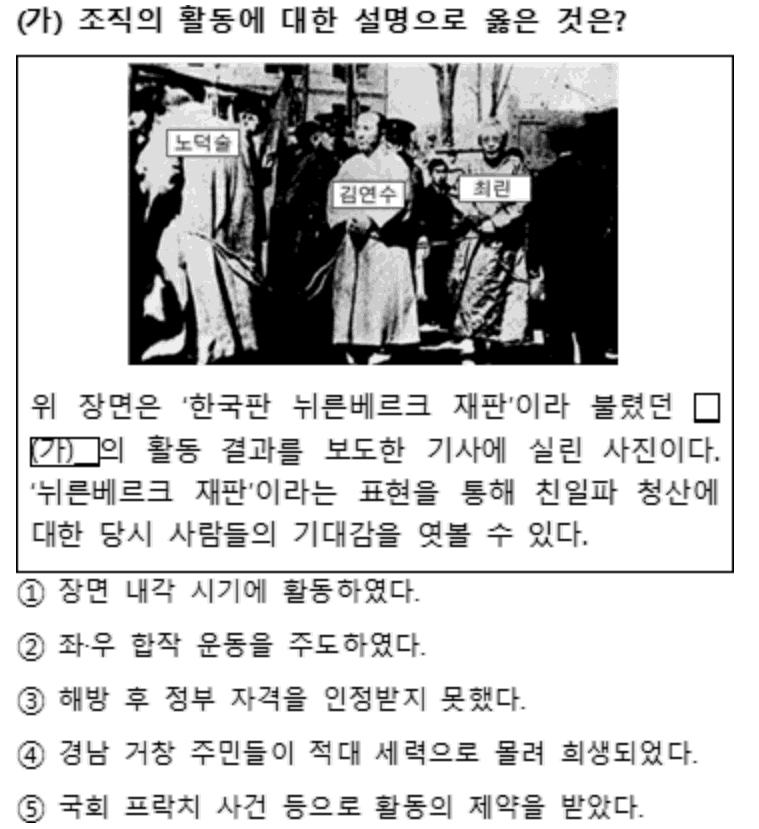 (가) 조직의 활동에 대한 설명으로 옳은 것은?
노덕술
김연수
최린
위 장면은 '한국판 뉘른베르크 재판'이라 불렸던
(가)의 활동 결과를 보도한 기사에 실린 사진이다.
'뉘른베르크 재판'이라는 표현을 통해 친일파 청산에
대한 당시 사람들의 기대감을 엿볼 수 있다.
① 장면 내각 시기에 활동하였다.
② 좌·우 합작 운동을 주도하였다.
③ 해방 후 정부 자격을 인정받지 못했다.
④ 경남 거창 주민들이 적대 세력으로 몰려 희생되었다.
⑤ 국회 프락치 사건 등으로 활동의 제약을 받았다.